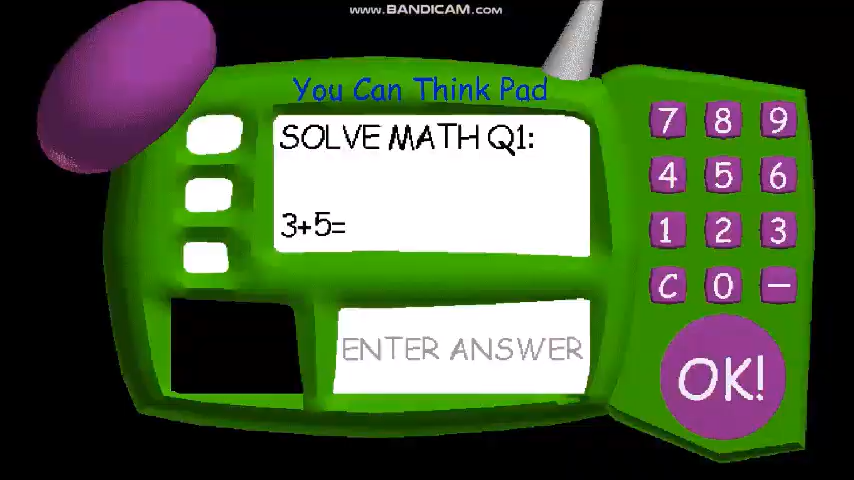 WWW.BANDICAM.COM
You Can Think Pad
SOLVE MATH Q1:
3+5=
ENTER ANSWER
7 8 9
4 5 6
1 2 3
C 0 −
OK!